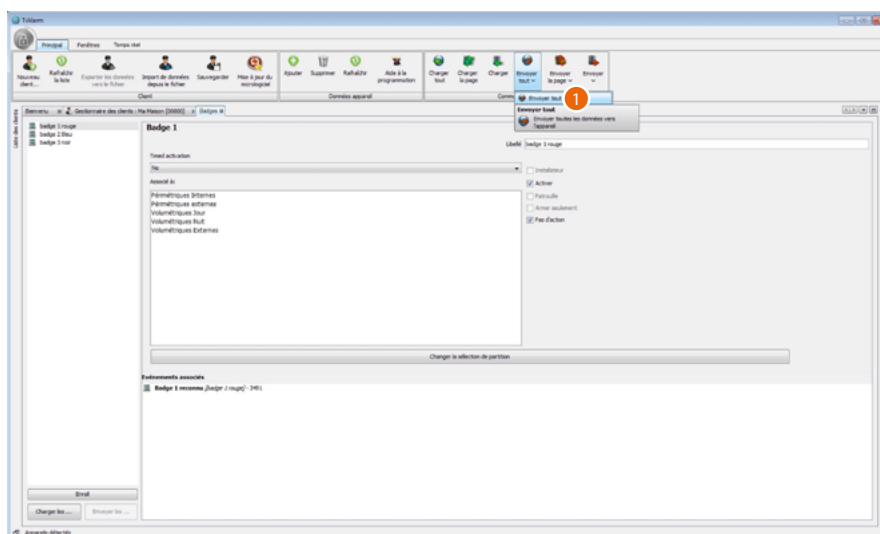 Tuklarm
Principal Fenêtres Temps réel
Nouveau client...
Rafraîchir la liste
Exporter les données vers le fichier
Import de données depuis le fichier
Sauvegarder
Mise à jour du micrologiciel
Client
Ajouter
Supprimer
Rafraîchir
Aide à la programmation
Données appareil
Charger tout
Charger la page
Charger
Envoyer tout
Envoyer la page
Envoyer
Envoyer tout
1
Envoyer tout
Envoyer toutes les données vers l'appareil
Liste des clients
Gestionnaire des clients : Ma Maison [00000]
Badges
badge 1 rouge
badge 2 Bleu
badge 3 noir
Badge 1
Libellé badge 1 rouge
Timed activation
No
Associé à:
Périmétriques Internes
Périmétriques externes
Volumétriques Jour
Volumétriques Nuit
Volumétriques Externes
Installateur
Activer
Patrouille
Armer seulement
Pas d'action
Changer la sélection de partition
Evénements associés
Badge 1 reconnu [badge 1 rouge] - 3491
Enroll
Charger les ...
Envoyer les ...
Appareils détectés